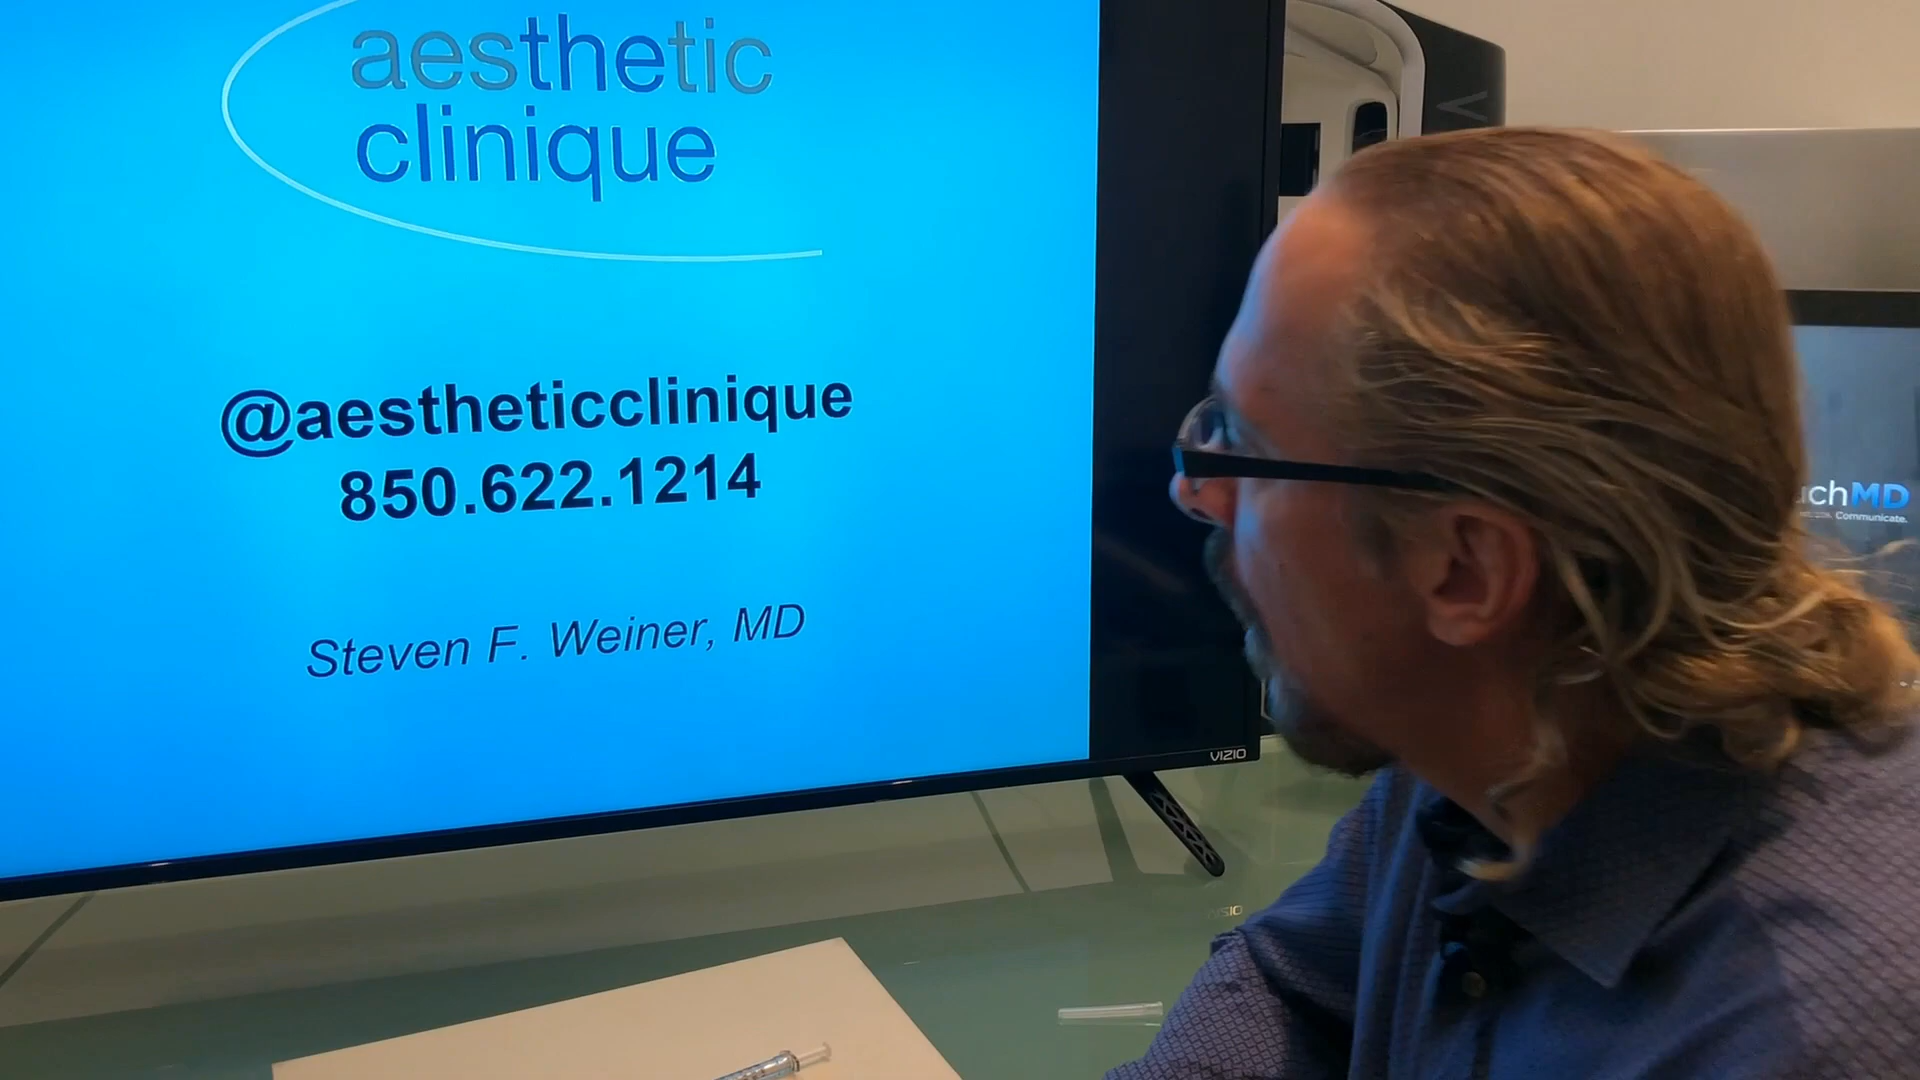 aesthetic
clinique
@aestheticclinique
850.622.1214
Steven F. Weiner, MD
VIZIO
uchMD
Communicate.